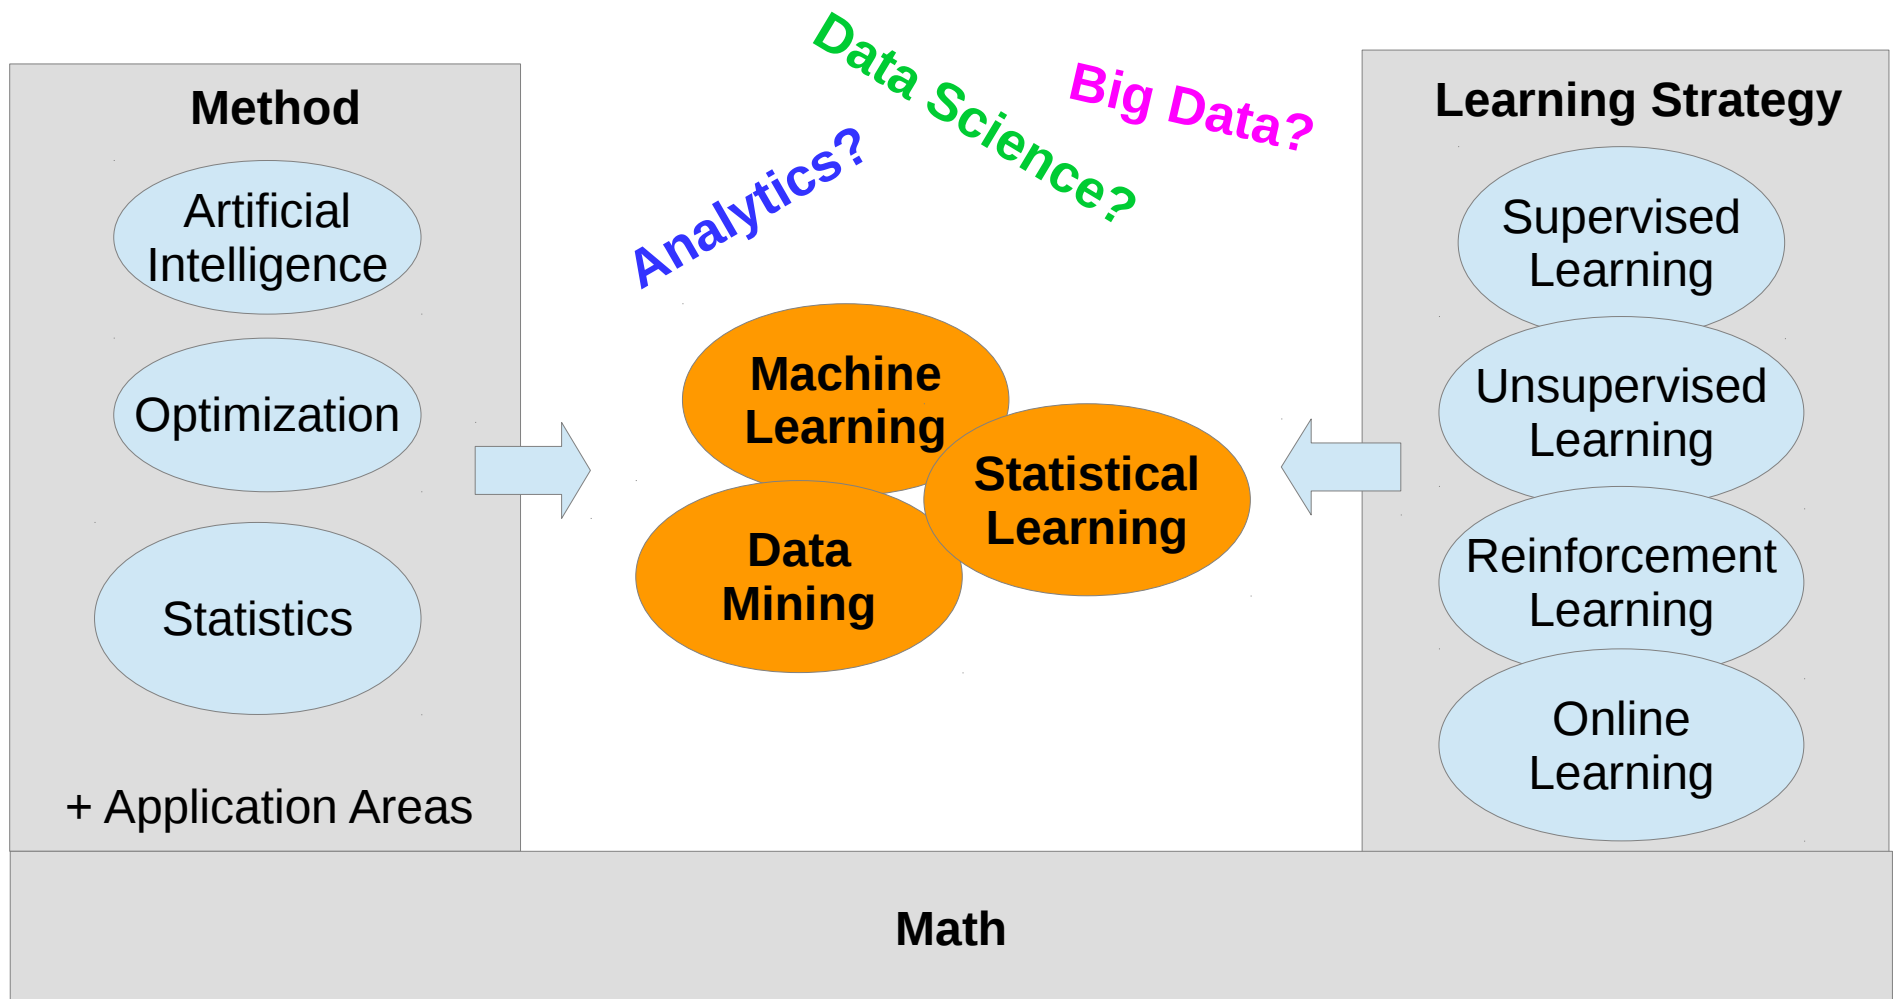 Method
Artificial
Intelligence
Optimization
Statistics
+ Application Areas
Analytics?
Data Science?
Big Data?
Machine
Learning
Statistical
Learning
Data
Mining
Learning Strategy
Supervised
Learning
Unsupervised
Learning
Reinforcement
Learning
Online
Learning
Math